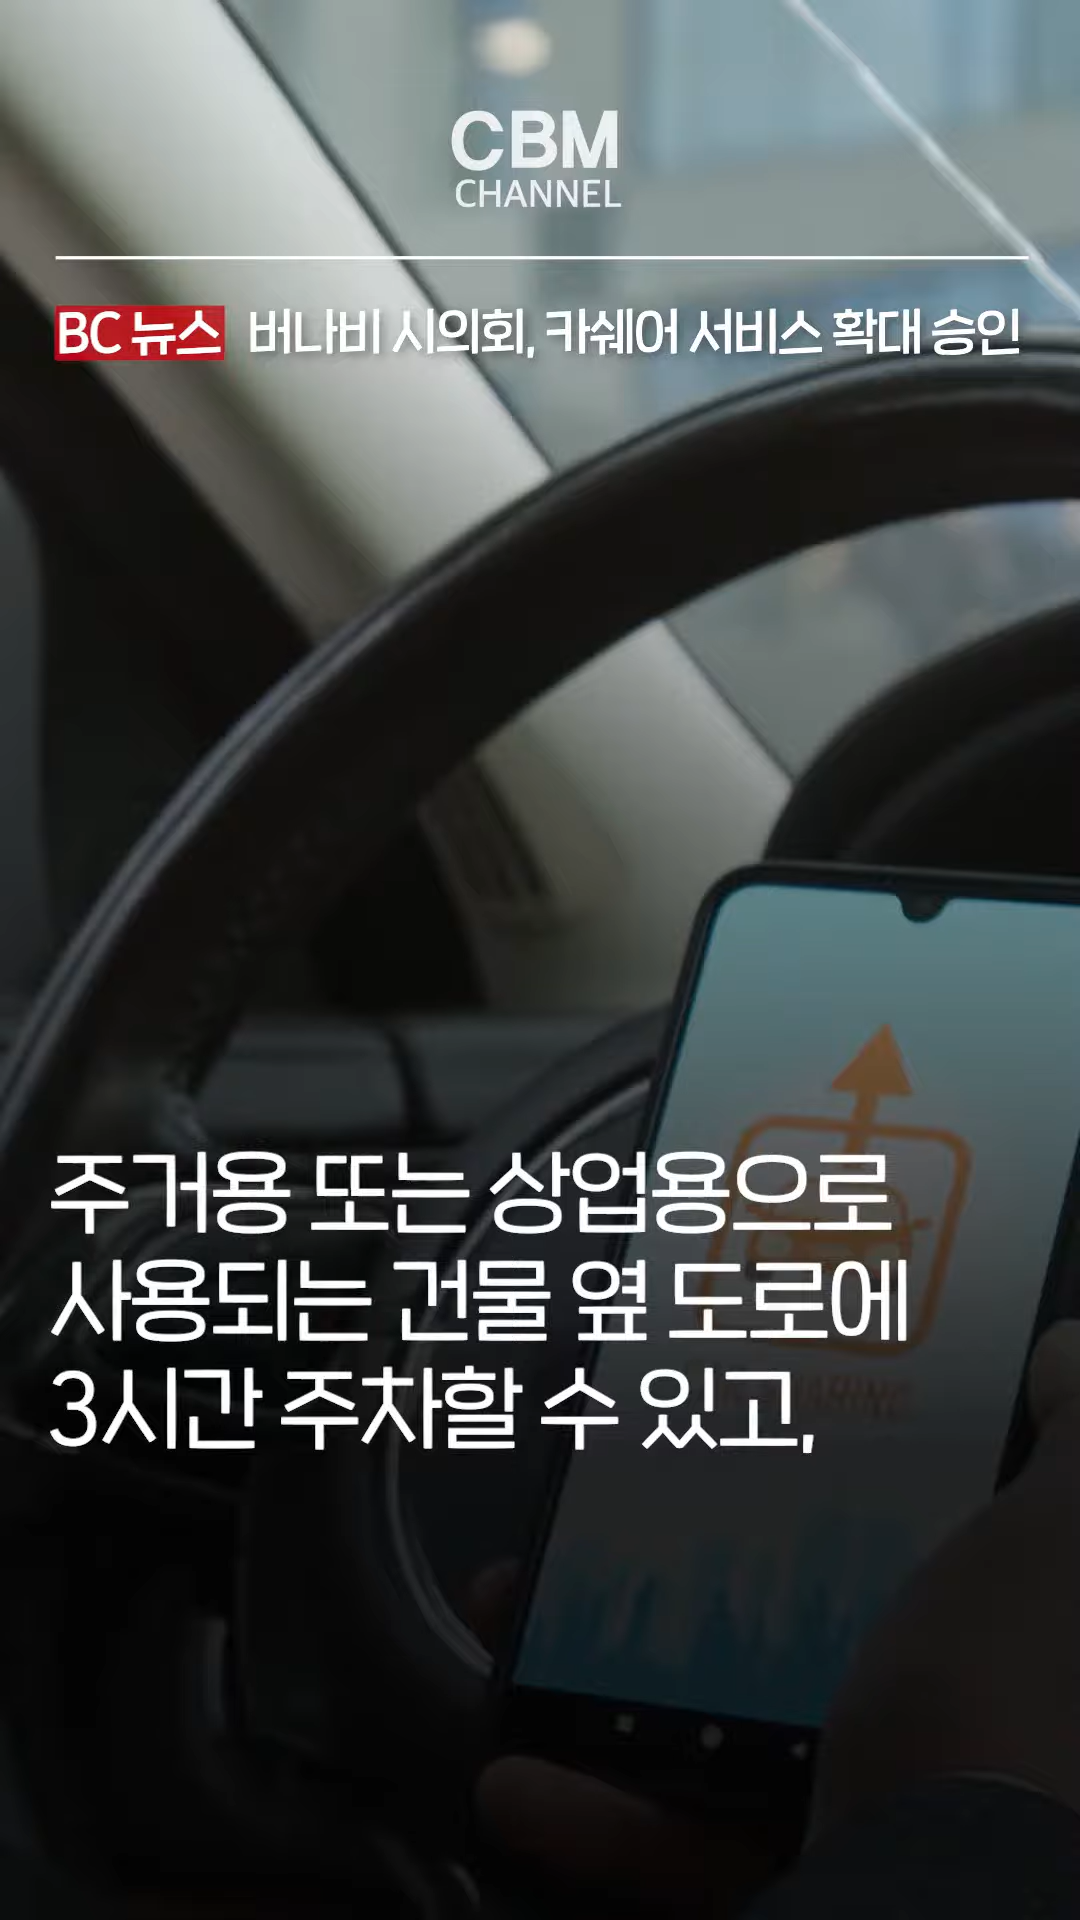 CBM
CHANNEL
BC 뉴스 버나비 시의회, 카쉐어 서비스 확대 승인
주거용 또는 상업용으로
사용되는 건물 옆 도로에
3시간 주차할 수 있고,